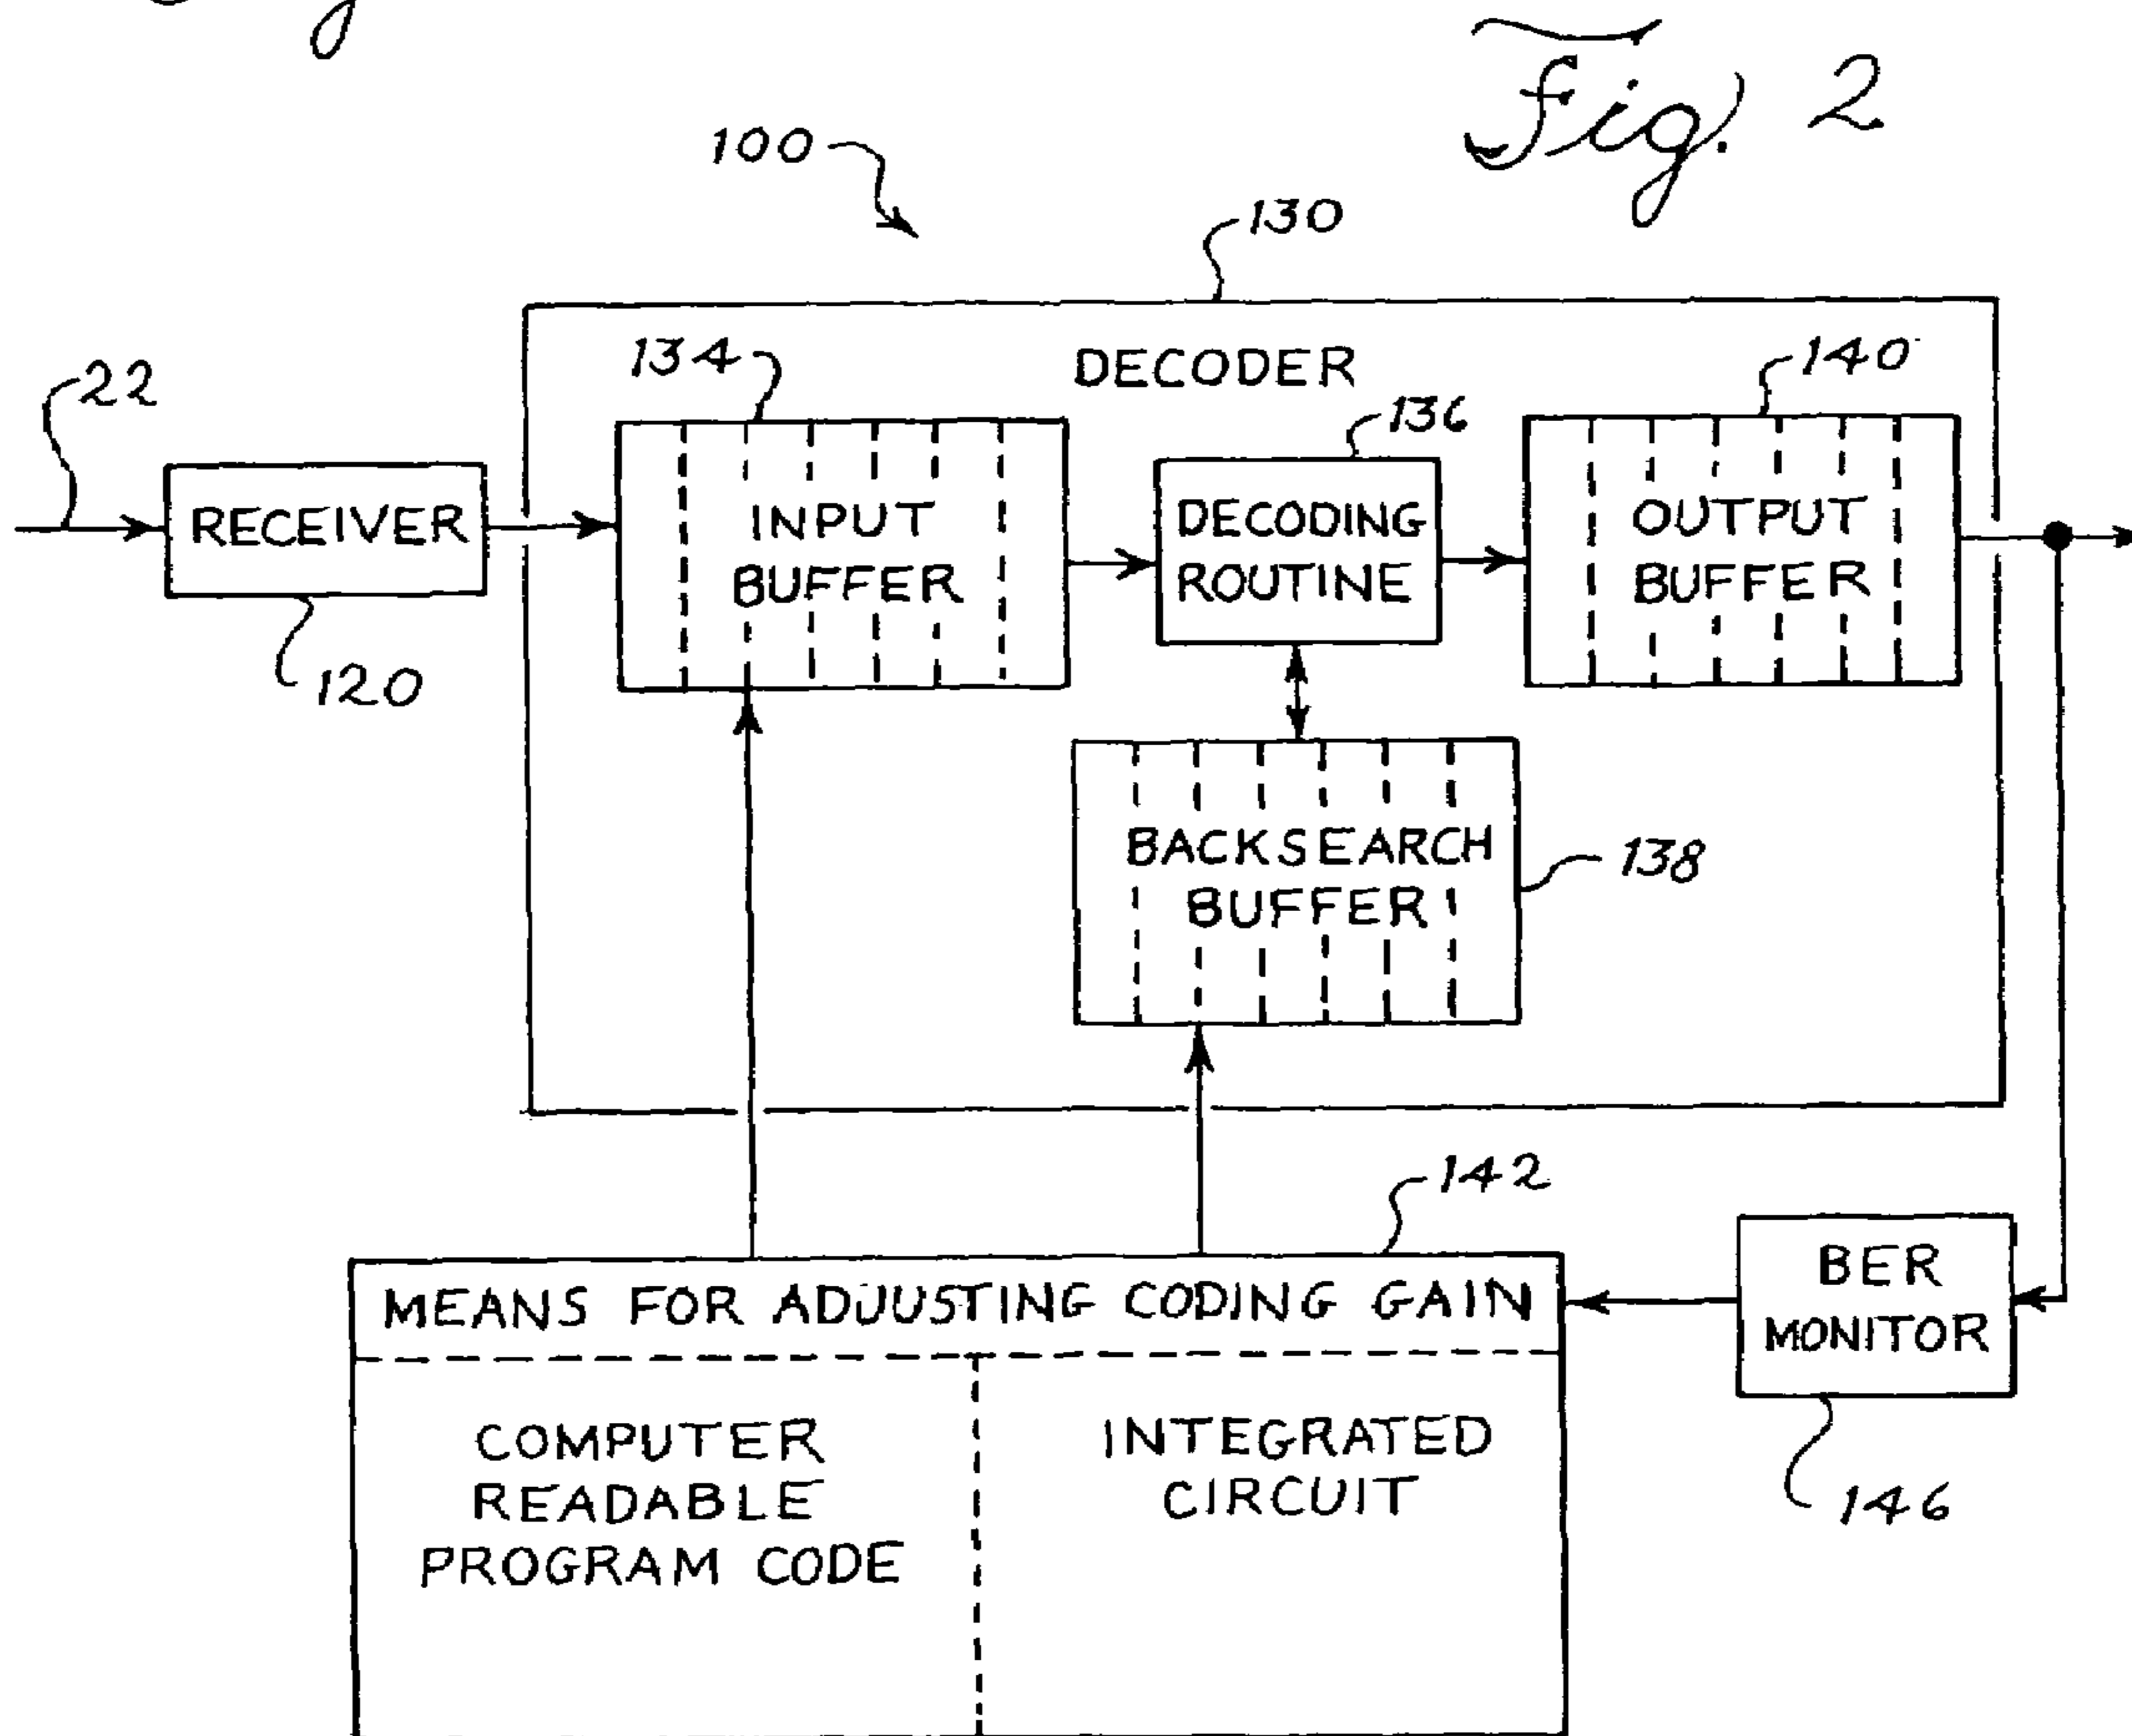 Fig. 2
100
130
134
DECODER
140
22
136
RECEIVER
INPUT
BUFFER
DECODING
ROUTINE
OUTPUT
BUFFER
120
BACKSEARCH
BUFFER
138
142
MEANS FOR ADJUSTING CODING GAIN
BER
MONITOR
COMPUTER
READABLE
PROGRAM CODE
INTEGRATED
CIRCUIT
146